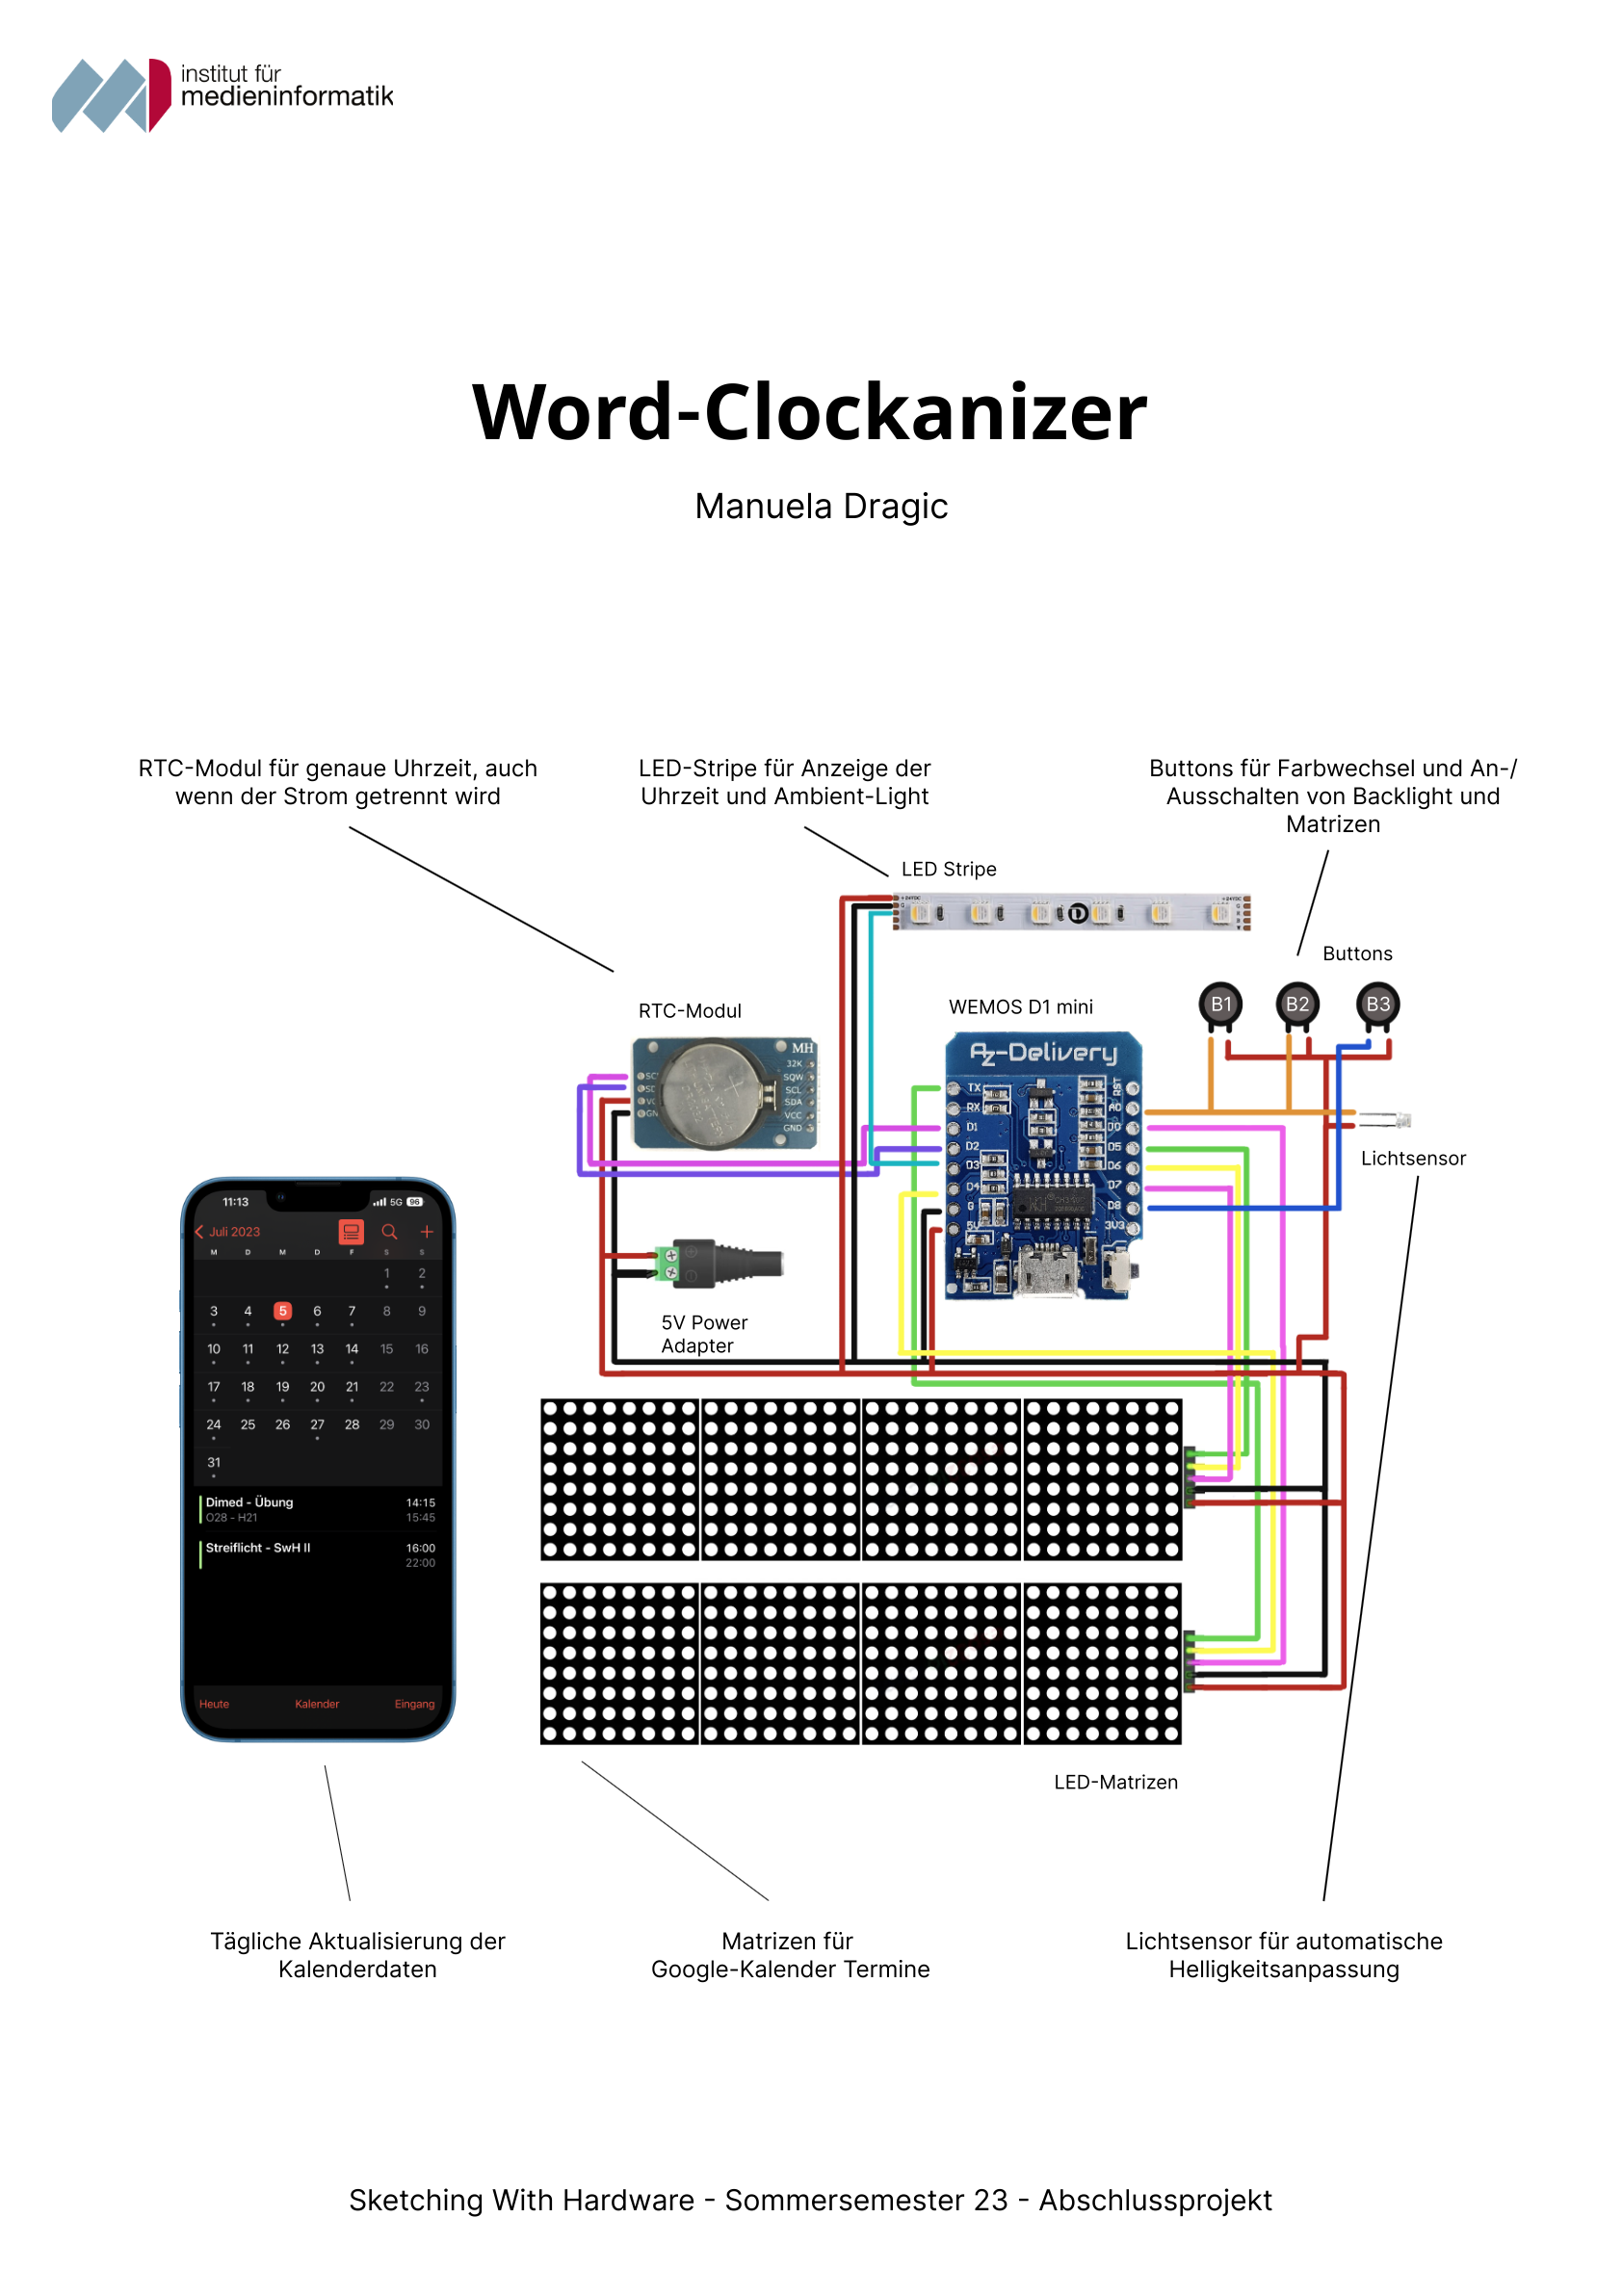 institut für
medieninformatik
Word-Clockanizer
Manuela Dragic
RTC-Modul für genaue Uhrzeit, auch
wenn der Strom getrennt wird
LED-Stripe für Anzeige der
Uhrzeit und Ambient-Light
Buttons für Farbwechsel und An-/
Ausschalten von Backlight und
Matrizen
LED Stripe
+24VDC
G
D
+24VDC
G
R
B
W
Buttons
B1
B2
B3
RTC-Modul
MH
32K
SQW
SCL
SDA
VCC
GND
WEMOS D1 mini
AZ-Delivery
TX
RX
D1
D2
D3
D4
G
5V
RST
A0
D0
D5
D6
D7
D8
3V3
Lichtsensor
5V Power
Adapter
11:13
5G
96
Juli 2023
M D M D F S S
1 2
3 4 5 6 7 8 9
10 11 12 13 14 15 16
17 18 19 20 21 22 23
24 25 26 27 28 29 30
31
Dimed - Übung 14:15
O28 - H21 15:45
Streiflicht - SwH II 16:00
22:00
Heute Kalender Eingang
LED-Matrizen
Tägliche Aktualisierung der
Kalenderdaten
Matrizen für
Google-Kalender Termine
Lichtsensor für automatische
Helligkeitsanpassung
Sketching With Hardware - Sommersemester 23 - Abschlussprojekt